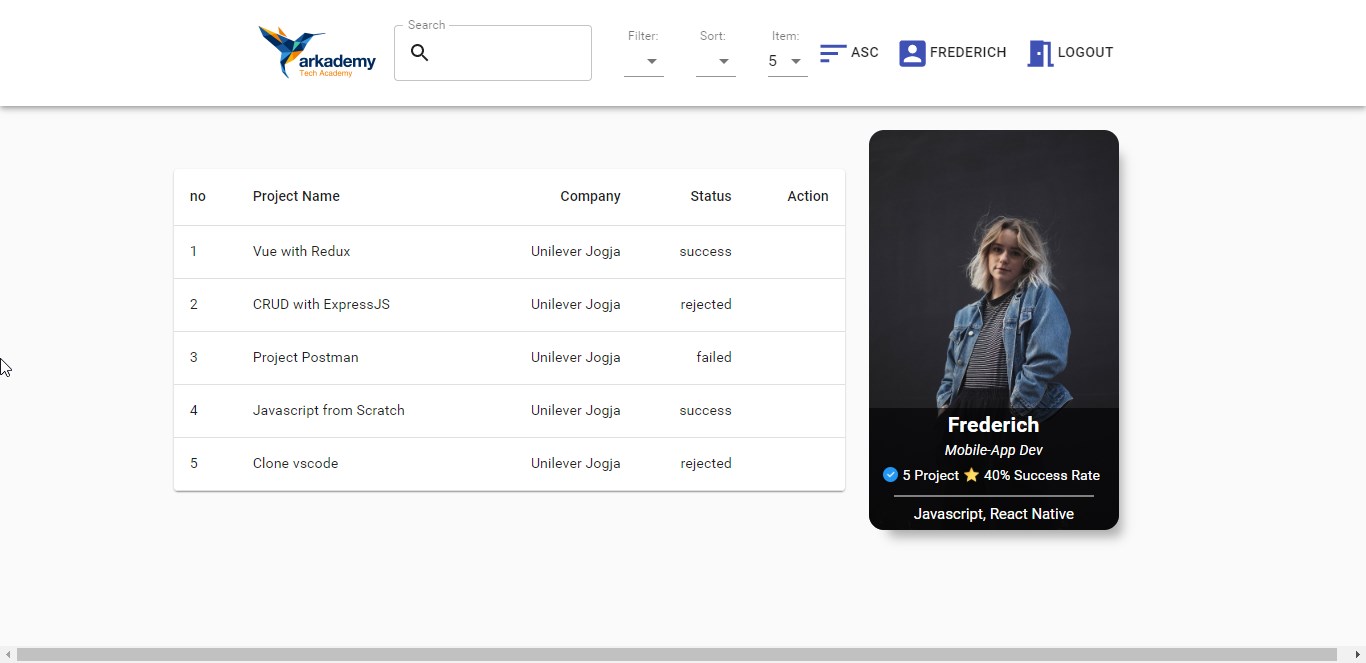 arkademy
Tech Academy
Search
Filter:
Sort:
Item:
5
ASC
FREDERICH
LOGOUT
no Project Name Company Status Action
1 Vue with Redux Unilever Jogja success
2 CRUD with ExpressJS Unilever Jogja rejected
3 Project Postman Unilever Jogja failed
4 Javascript from Scratch Unilever Jogja success
5 Clone vscode Unilever Jogja rejected
Frederich
Mobile-App Dev
5 Project ⭐ 40% Success Rate
Javascript, React Native